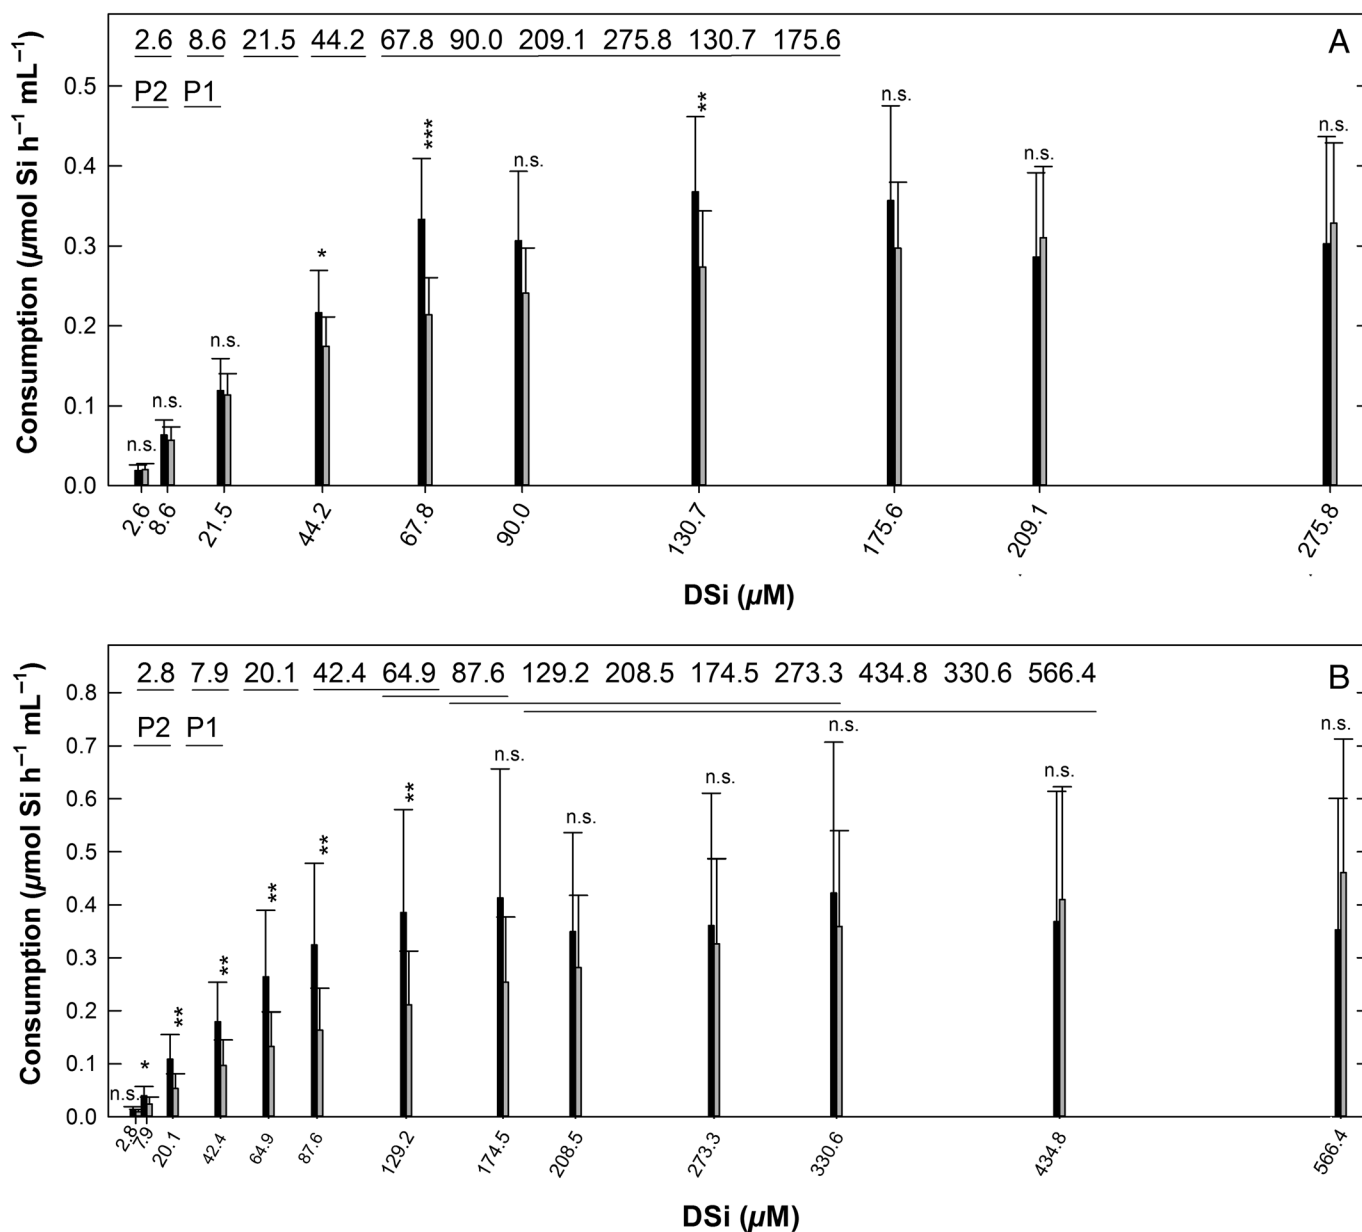 2.6 8.6 21.5 44.2 67.8 90.0 209.1 275.8 130.7 175.6
A
P2 P1
Consumption (µmol Si h⁻¹ mL⁻¹)
0.5
0.4
0.3
0.2
0.1
0.0
n.s. n.s. n.s. * *** n.s. ** n.s. n.s. n.s.
2.6 8.6 21.5 44.2 67.8 90.0 130.7 175.6 209.1 275.8
DSi (µM)
2.8 7.9 20.1 42.4 64.9 87.6 129.2 208.5 174.5 273.3 434.8 330.6 566.4
B
P2 P1
Consumption (µmol Si h⁻¹ mL⁻¹)
0.8
0.7
0.6
0.5
0.4
0.3
0.2
0.1
0.0
n.s. * ** ** ** ** ** n.s. n.s. n.s. n.s. n.s. n.s.
2.8 7.9 20.1 42.4 64.9 87.6 129.2 174.5 208.5 273.3 330.6 434.8 566.4
DSi (µM)